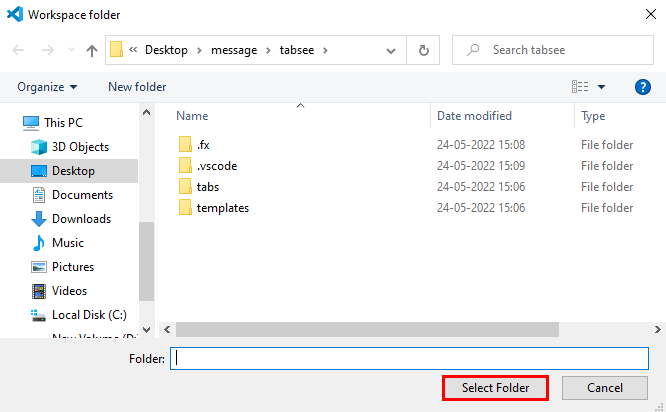 Workspace folder
« Desktop > message > tabsee >
Search tabsee
Organize
New folder
This PC
3D Objects
Desktop
Documents
Downloads
Music
Pictures
Videos
Local Disk (C:)
Name Date modified Type
.fx 24-05-2022 15:08 File folder
.vscode 24-05-2022 15:09 File folder
tabs 24-05-2022 15:06 File folder
templates 24-05-2022 15:06 File folder
Folder:
Select Folder
Cancel